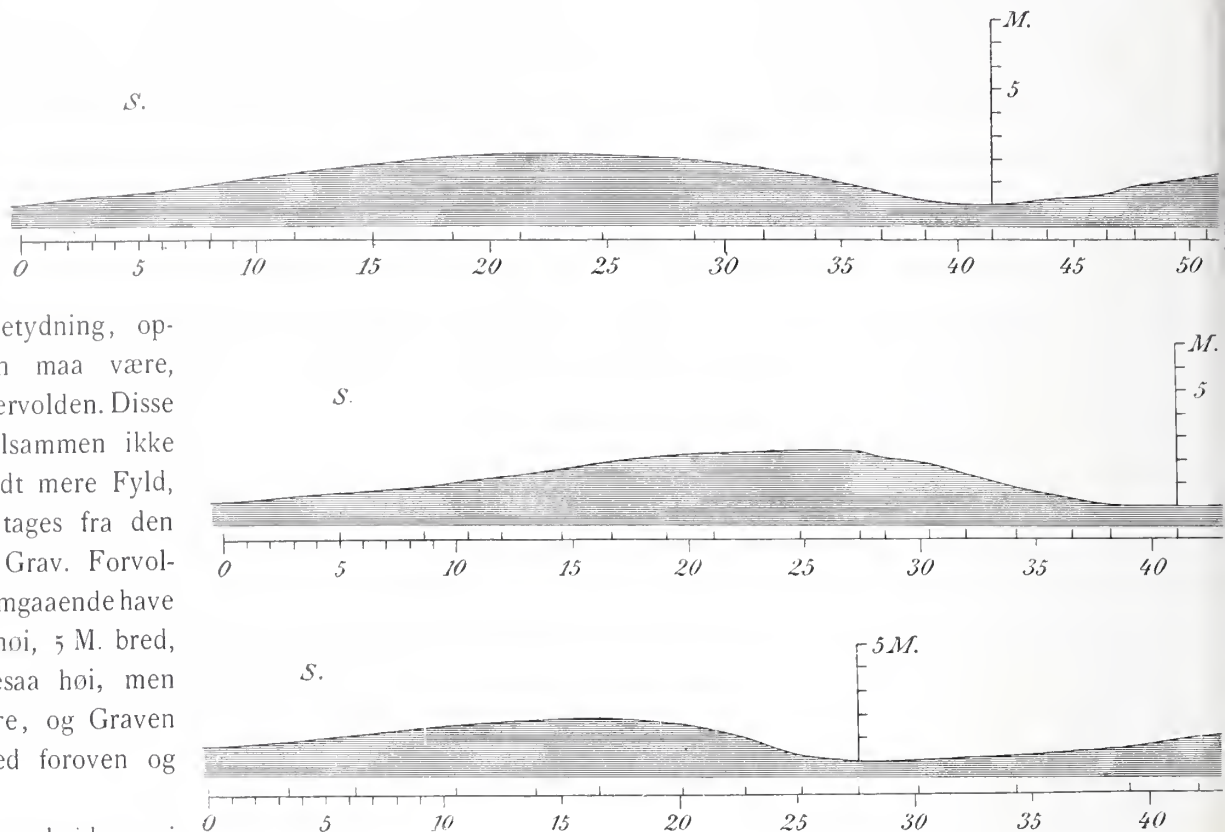 M.
5
S.
0 5 10 15 20 25 30 35 40 45 50
etydning, op-
maa være,
ervolden. Disse
lsammen ikke
dt mere Fyld,
tages fra den
Grav. Forvol-
mgaaende have
høi, 5 M. bred,
esaa høi, men
re, og Graven
ed foroven og
M.
5
S.
0 5 10 15 20 25 30 35 40
5 M.
S.
0 5 10 15 20 25 30 35 40